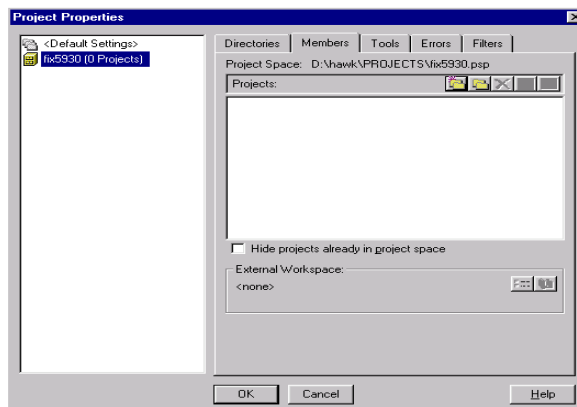 Project Properties
<Default Settings>
fix5930 (0 Projects)
Directories Members Tools Errors Filters
Project Space: D:\hawk\PROJECTS\fix5930.psp
Projects:
Hide projects already in project space
External Workspace:
<none>
OK Cancel Help